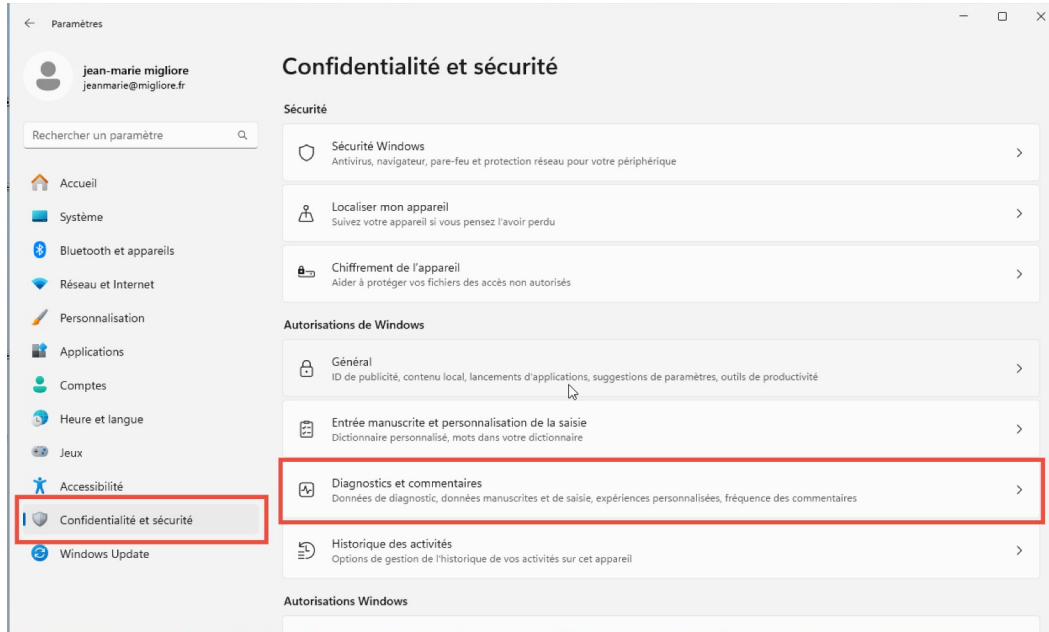 Paramètres
jean-marie migliore
jeanmarie@migliore.fr
Rechercher un paramètre
Accueil
Système
Bluetooth et appareils
Réseau et Internet
Personnalisation
Applications
Comptes
Heure et langue
Jeux
Accessibilité
Confidentialité et sécurité
Windows Update
Confidentialité et sécurité
Sécurité
Sécurité Windows
Antivirus, navigateur, pare-feu et protection réseau pour votre périphérique
Localiser mon appareil
Suivez votre appareil si vous pensez l'avoir perdu
Chiffrement de l'appareil
Aider à protéger vos fichiers des accès non autorisés
Autorisations de Windows
Général
ID de publicité, contenu local, lancements d'applications, suggestions de paramètres, outils de productivité
Entrée manuscrite et personnalisation de la saisie
Dictionnaire personnalisé, mots dans votre dictionnaire
Diagnostics et commentaires
Données de diagnostic, données manuscrites et de saisie, expériences personnalisées, fréquence des commentaires
Historique des activités
Options de gestion de l'historique de vos activités sur cet appareil
Autorisations Windows